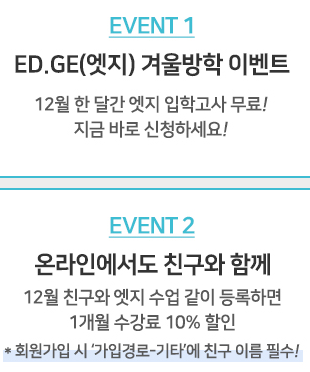 EVENT 1
ED.GE(엣지) 겨울방학 이벤트
12월 한 달간 엣지 입학고사 무료!
지금 바로 신청하세요!
EVENT 2
온라인에서도 친구와 함께
12월 친구와 엣지 수업 같이 등록하면
1개월 수강료 10% 할인
* 회원가입 시 '가입경로-기타'에 친구 이름 필수!